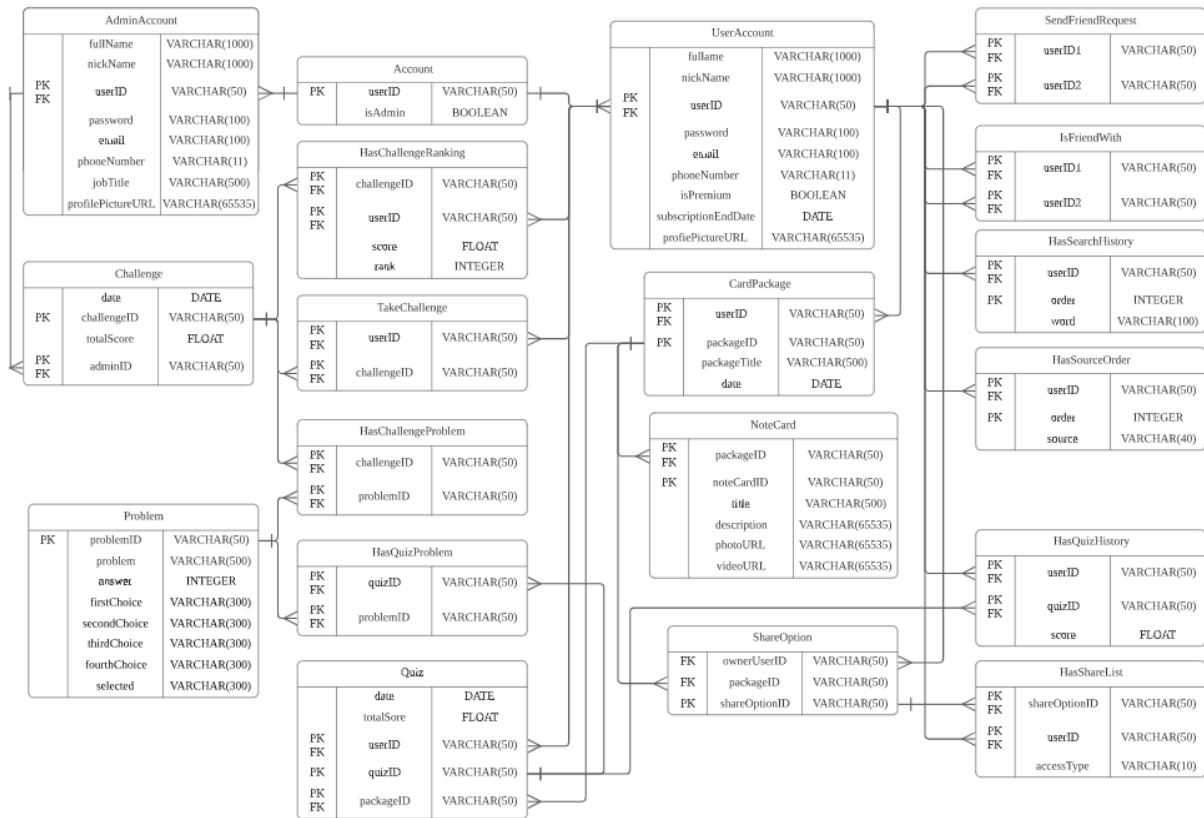 AdminAccount
fullName VARCHAR(1000)
nickName VARCHAR(1000)
PK FK userID VARCHAR(50)
password VARCHAR(100)
email VARCHAR(100)
phoneNumber VARCHAR(11)
jobTitle VARCHAR(500)
profilePictureURL VARCHAR(65535)
Account
PK userID VARCHAR(50)
isAdmin BOOLEAN
UserAccount
fullame VARCHAR(1000)
nickName VARCHAR(1000)
PK FK userID VARCHAR(50)
password VARCHAR(100)
email VARCHAR(100)
phoneNumber VARCHAR(11)
isPremium BOOLEAN
subscriptionEndDate DATE
profiePictureURL VARCHAR(65535)
SendFriendRequest
PK FK userID1 VARCHAR(50)
PK FK userID2 VARCHAR(50)
HasChallengeRanking
PK FK challengeID VARCHAR(50)
PK FK userID VARCHAR(50)
score FLOAT
rank INTEGER
IsFriendWith
PK FK userID1 VARCHAR(50)
PK FK userID2 VARCHAR(50)
HasSearchHistory
PK FK userID VARCHAR(50)
PK order INTEGER
word VARCHAR(100)
Challenge
date DATE
PK challengeID VARCHAR(50)
totalScore FLOAT
PK FK adminID VARCHAR(50)
TakeChallenge
PK FK userID VARCHAR(50)
PK FK challengeID VARCHAR(50)
CardPackage
PK FK userID VARCHAR(50)
PK packageID VARCHAR(50)
packageTitle VARCHAR(500)
date DATE
HasSourceOrder
PK FK userID VARCHAR(50)
PK order INTEGER
source VARCHAR(40)
HasChallengeProblem
PK FK challengeID VARCHAR(50)
PK FK problemID VARCHAR(50)
NoteCard
PK FK packageID VARCHAR(50)
PK noteCardID VARCHAR(50)
title VARCHAR(500)
description VARCHAR(65535)
photoURL VARCHAR(65535)
videoURL VARCHAR(65535)
Problem
PK problemID VARCHAR(50)
problem VARCHAR(500)
answer INTEGER
firstChoice VARCHAR(300)
secondChoice VARCHAR(300)
thirdChoice VARCHAR(300)
fourthChoice VARCHAR(300)
selected VARCHAR(300)
HasQuizProblem
PK FK quizID VARCHAR(50)
PK FK problemID VARCHAR(50)
HasQuizHistory
PK FK userID VARCHAR(50)
PK FK quizID VARCHAR(50)
score FLOAT
ShareOption
FK ownerUserID VARCHAR(50)
FK packageID VARCHAR(50)
PK shareOptionID VARCHAR(50)
Quiz
date DATE
totalSore FLOAT
PK FK userID VARCHAR(50)
PK quizID VARCHAR(50)
PK FK packageID VARCHAR(50)
HasShareList
PK FK shareOptionID VARCHAR(50)
PK FK userID VARCHAR(50)
accessType VARCHAR(10)